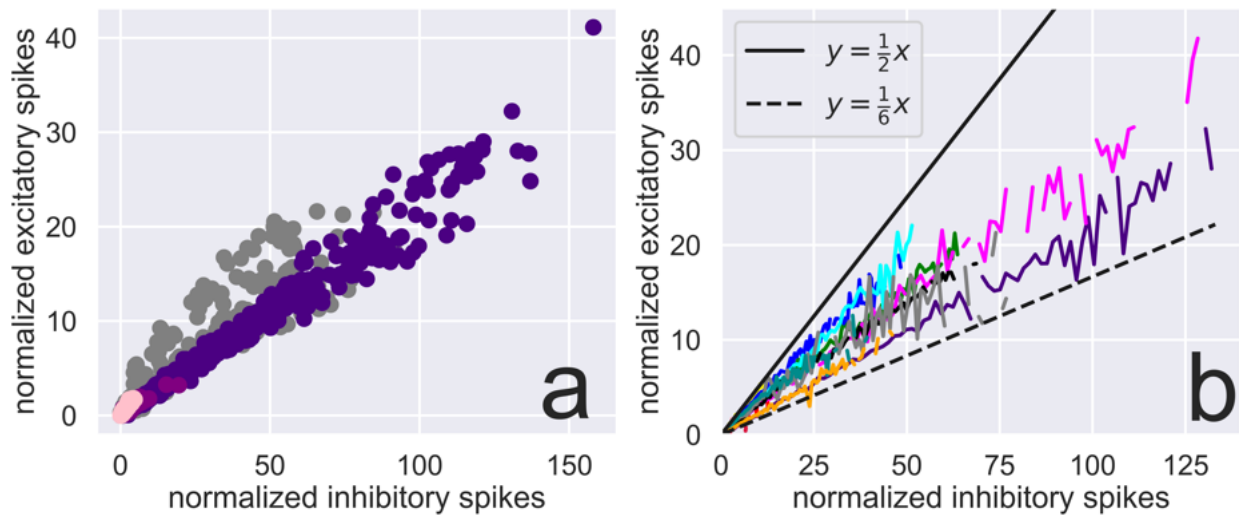 40
30
20
10
0
0 50 100 150
normalized excitatory spikes
normalized inhibitory spikes
a
y = 1/2 x
y = 1/6 x
40
30
20
10
0
0 25 50 75 100 125
normalized excitatory spikes
normalized inhibitory spikes
b